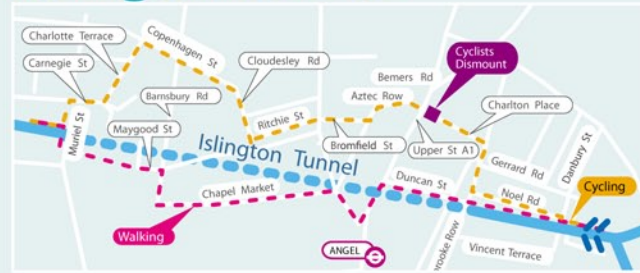 Charlotte Terrace
Copenhagen St
Carnegie St
Cloudesley Rd
Cyclists
Dismount
Bemers Rd
Barnsbury Rd
Aztec Row
Charlton Place
Muriel St
Maygood St
Ritchie St
Islington Tunnel
Bromfield St
Upper St A1
Gerrard Rd
Danbury St
Chapel Market
Duncan St
Noel Rd
Cycling
Walking
ANGEL
Row
Vincent Terrace